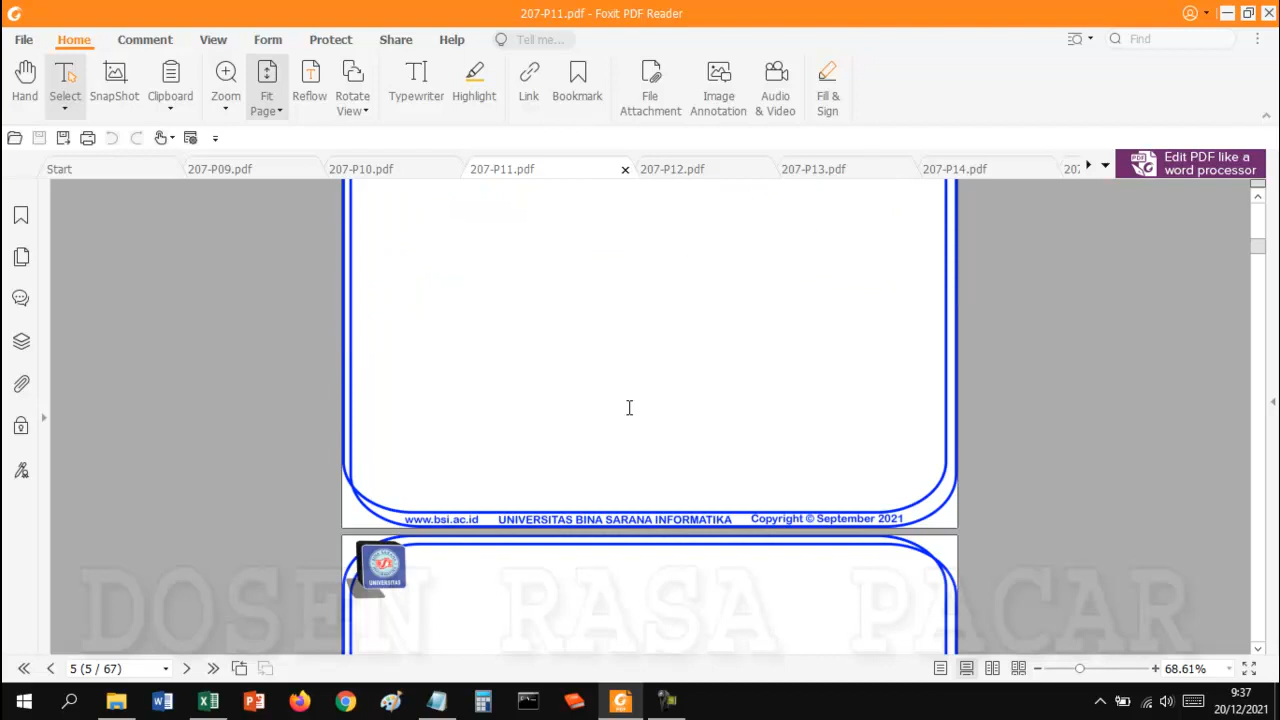 207-P11.pdf - Foxit PDF Reader
File Home Comment View Form Protect Share Help Tell me... Find
Hand Select SnapShot Clipboard Zoom Fit Page Reflow Rotate View Typewriter Highlight Link Bookmark File Attachment Image Annotation Audio & Video Fill & Sign
Start 207-P09.pdf 207-P10.pdf 207-P11.pdf 207-P12.pdf 207-P13.pdf 207-P14.pdf 207
Edit PDF like a
word processor
www.bsi.ac.id UNIVERSITAS BINA SARANA INFORMATIKA Copyright © September 2021
UNIVERSITAS
DOSEN RASA PACAR
5 (5 / 67) 68.61%
9:37
20/12/2021